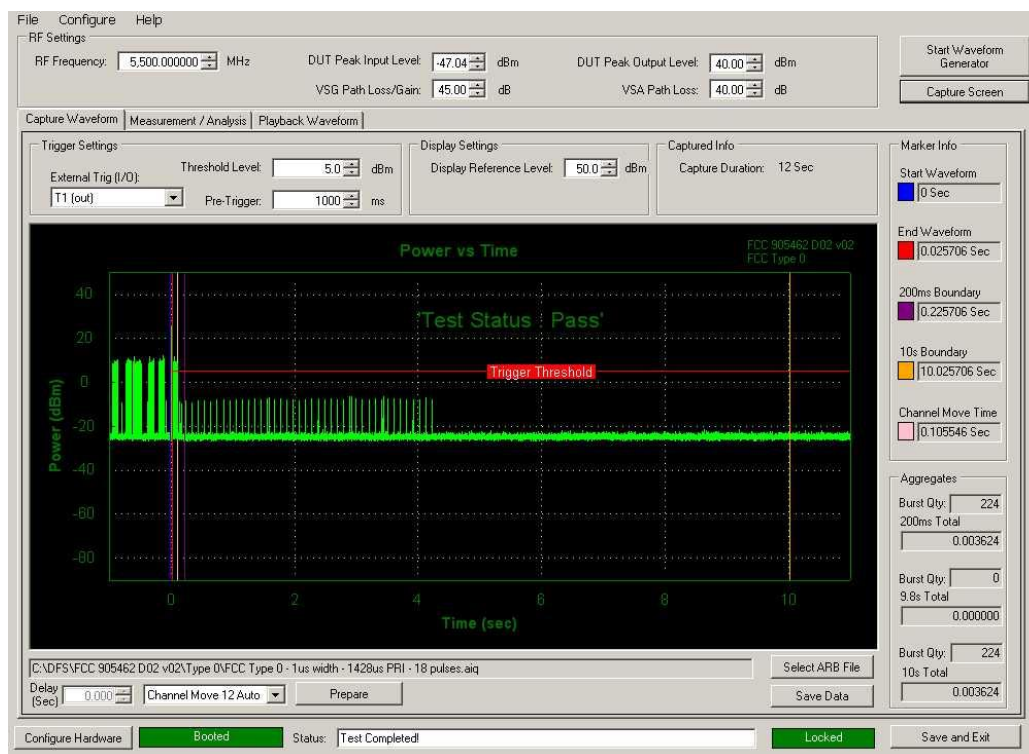 File Configure Help
RF Settings
RF Frequency: 5,500.000000 MHz
DUT Peak Input Level: -47.04 dBm
DUT Peak Output Level: 40.00 dBm
VSG Path Loss/Gain: 45.00 dB
VSA Path Loss: 40.00 dB
Start Waveform
Generator
Capture Screen
Capture Waveform Measurement / Analysis Playback Waveform
Trigger Settings
External Trig (I/O):
T1 (out)
Threshold Level: 5.0 dBm
Pre-Trigger: 1000 ms
Display Settings
Display Reference Level: 50.0 dBm
Captured Info
Capture Duration: 12 Sec
Marker Info
Start Waveform
0 Sec
End Waveform
0.025706 Sec
200ms Boundary
0.225706 Sec
10s Boundary
10.025706 Sec
Channel Move Time
0.105546 Sec
Power vs Time
FCC 905462 D02 v02
FCC Type 0
'Test Status : Pass'
Trigger Threshold
Power (dBm)
40
20
0
-20
-40
-60
-80
0 2 4 6 8 10
Time (sec)
Aggregates
Burst Qty: 224
200ms Total
0.003624
Burst Qty: 0
9.8s Total
0.000000
Burst Qty: 224
10s Total
0.003624
C:\DFS\FCC 905462 D02 v02\Type 0\FCC Type 0 - 1us width - 1428us PRI - 18 pulses.aiq
Select ARB File
Delay
(Sec) 0.000
Channel Move 12 Auto
Prepare
Save Data
Configure Hardware
Booted
Status: Test Completed!
Locked
Save and Exit